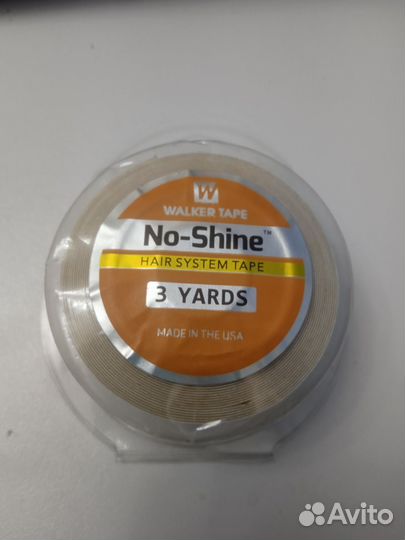 W
WALKER TAPE
No-Shine™
HAIR SYSTEM TAPE
3 YARDS
MADE IN THE USA
Avito